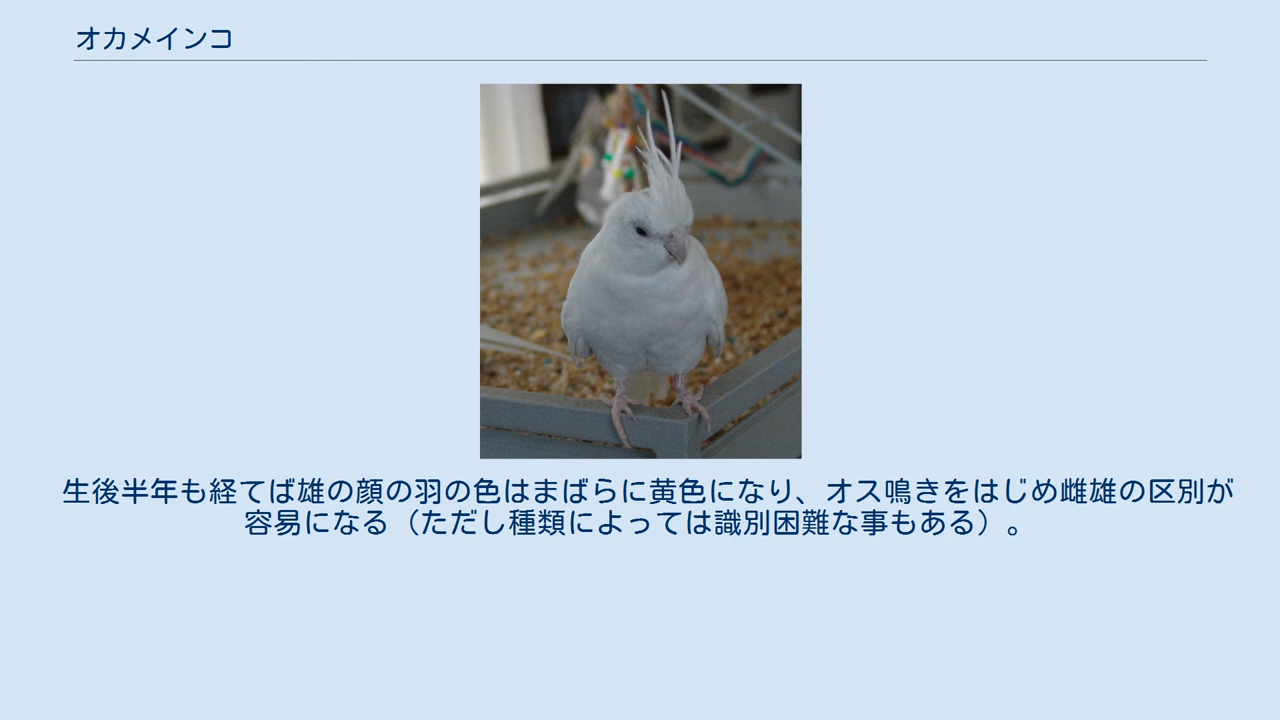 オカメインコ
生後半年も経てば雄の顔の羽の色はまばらに黄色になり、オス鳴きをはじめ雌雄の区別が
容易になる（ただし種類によっては識別困難な事もある）。